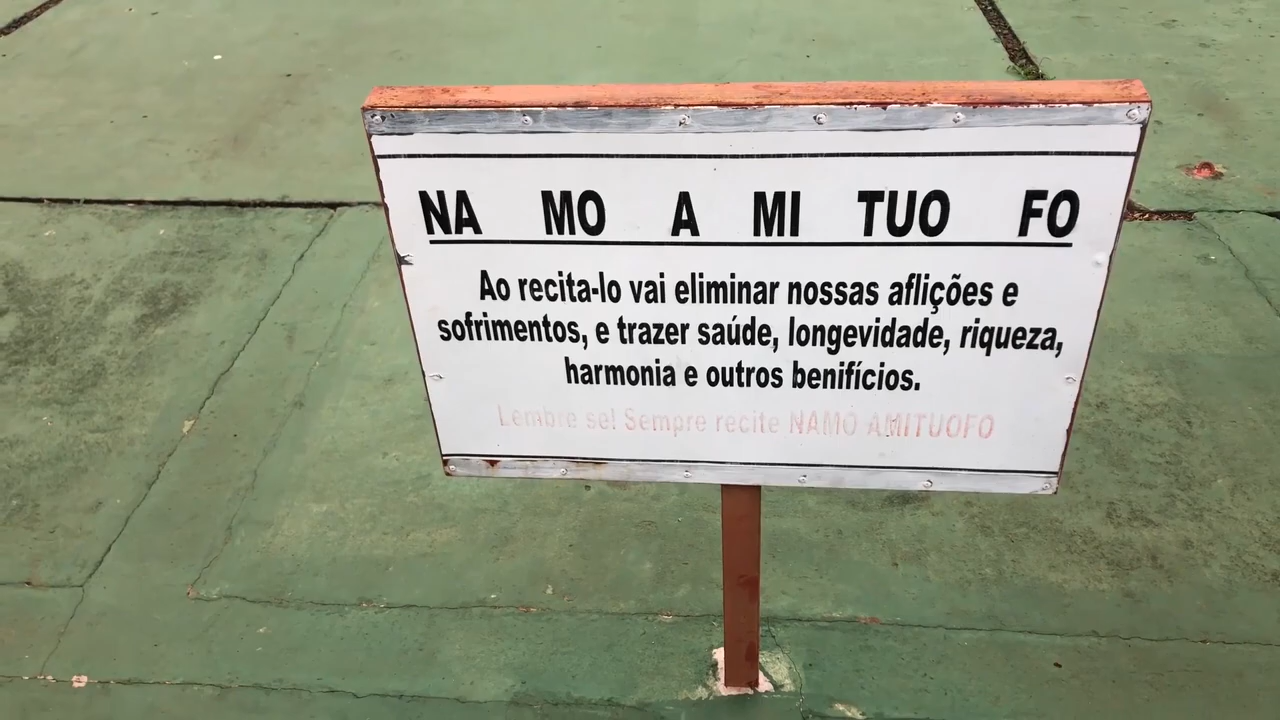 NA MO A MI TUO FO
Ao recita-lo vai eliminar nossas aflições e
sofrimentos, e trazer saúde, longevidade, riqueza,
harmonia e outros benifícios.
Lembre se! Sempre recite NAMO AMITUOFO